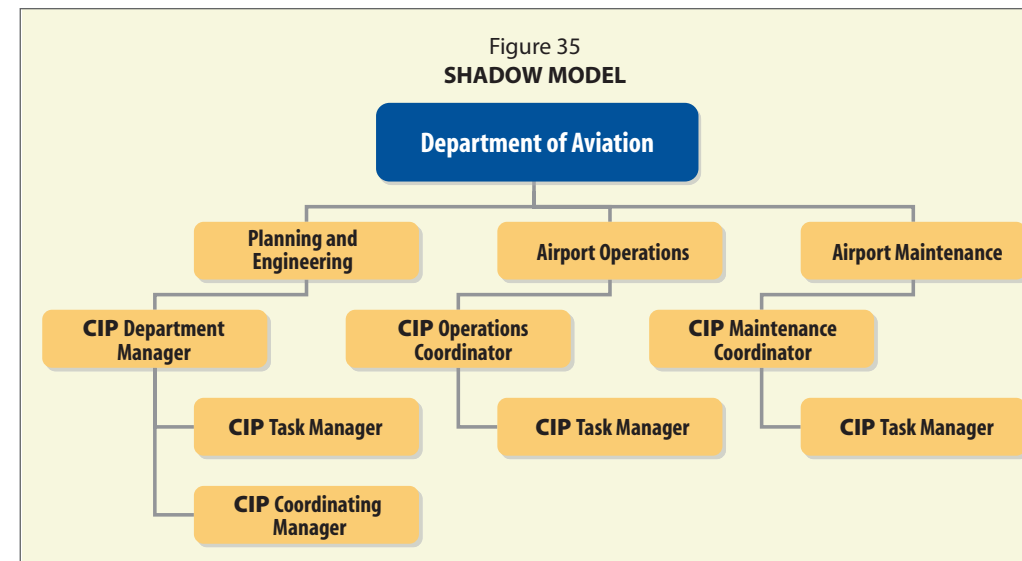 Figure 35
SHADOW MODEL
Department of Aviation
Planning and
Engineering
Airport Operations
Airport Maintenance
CIP Department
Manager
CIP Operations
Coordinator
CIP Maintenance
Coordinator
CIP Task Manager
CIP Task Manager
CIP Task Manager
CIP Coordinating
Manager